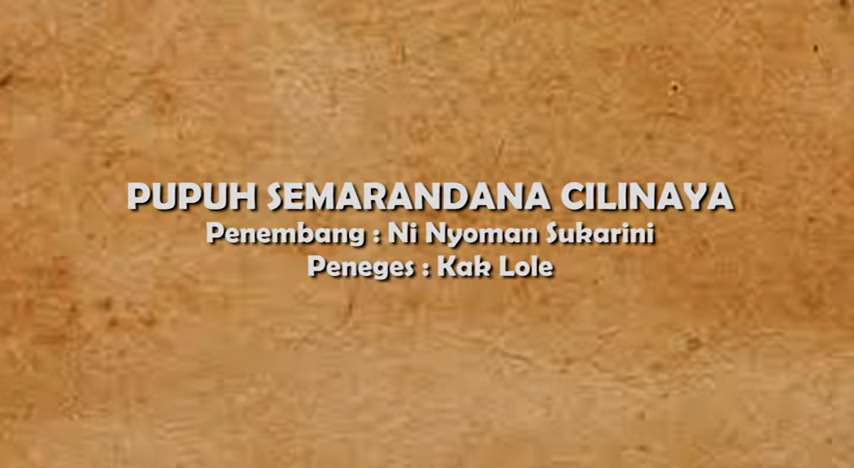 PUPUH SEMARANDANA CILINAYA
Penembang : Ni Nyoman Sukarini
Peneges : Kak Lole